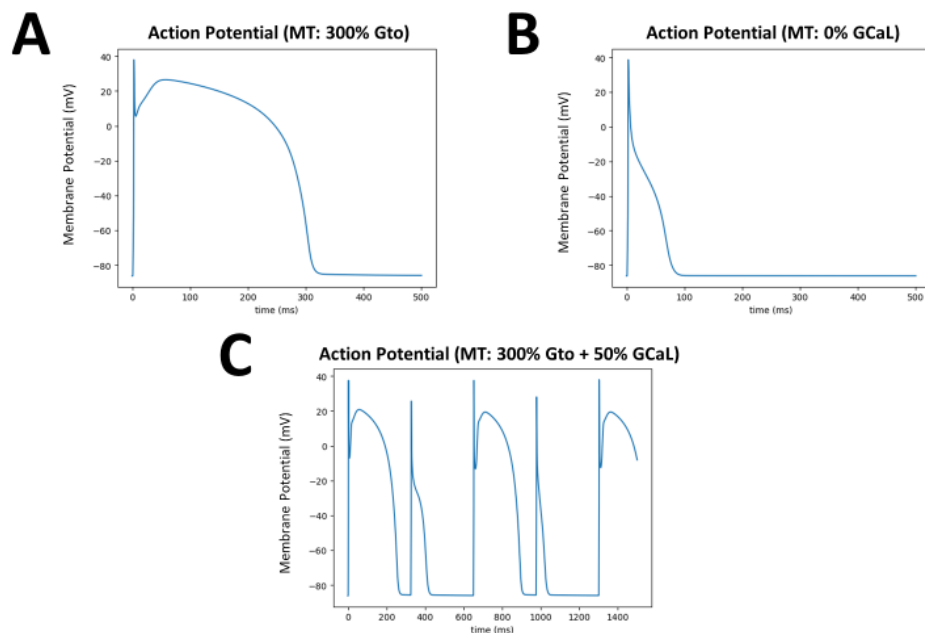 A
Action Potential (MT: 300% Gto)
Membrane Potential (mV)
40
20
0
−20
−40
−60
−80
0 100 200 300 400 500
time (ms)
B
Action Potential (MT: 0% GCaL)
Membrane Potential (mV)
40
20
0
−20
−40
−60
−80
0 100 200 300 400 500
time (ms)
C
Action Potential (MT: 300% Gto + 50% GCaL)
Membrane Potential (mV)
40
20
0
−20
−40
−60
−80
0 200 400 600 800 1000 1200 1400
time (ms)